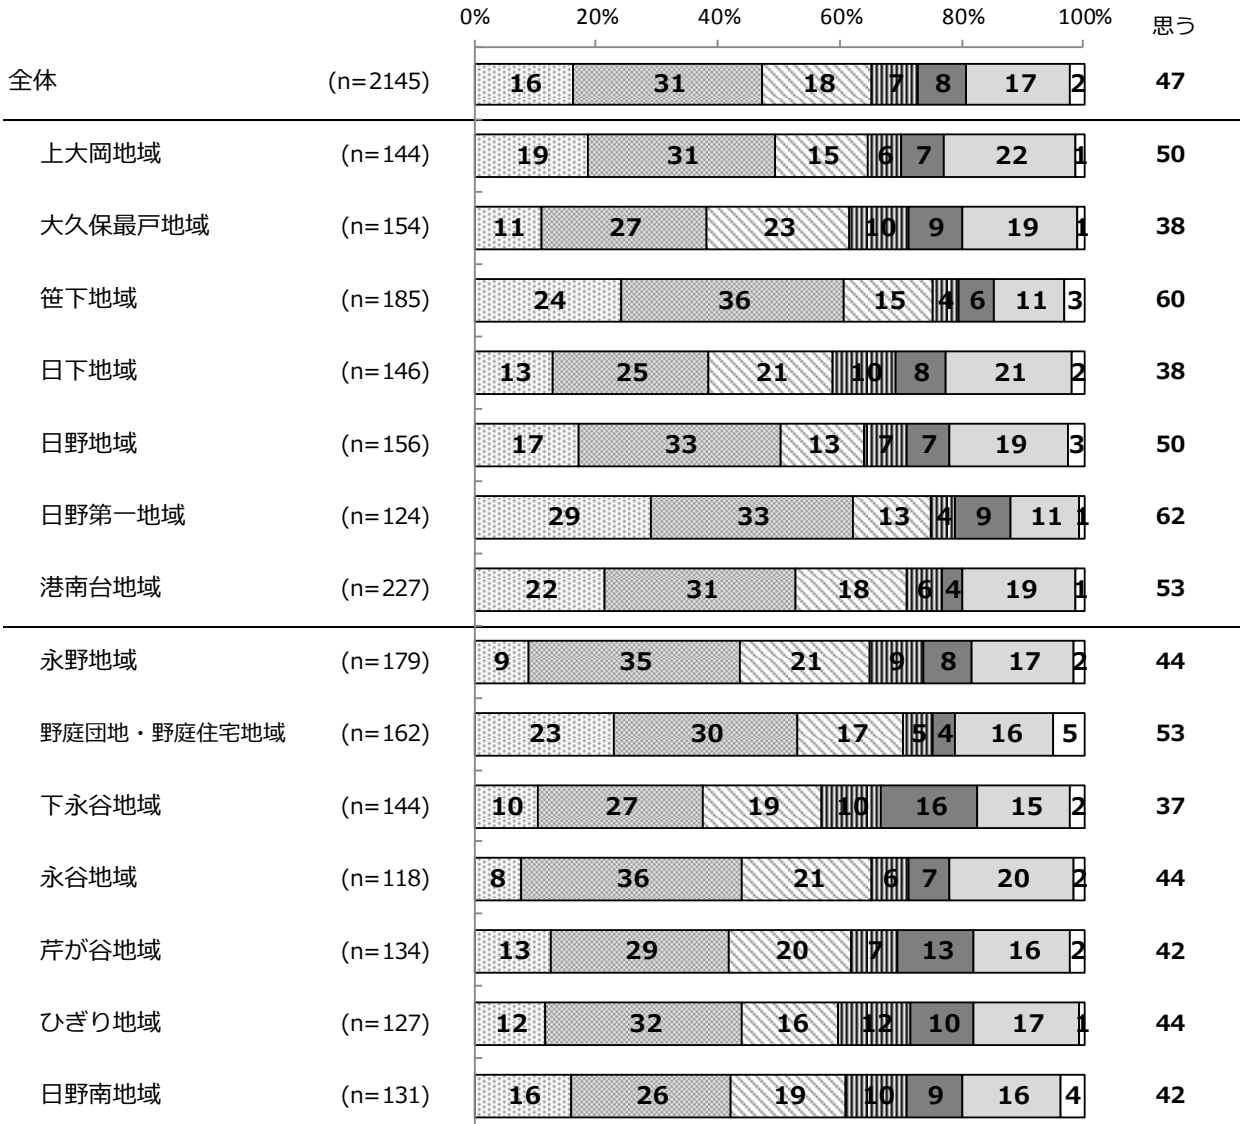 0% 20% 40% 60% 80% 100% 思う
全体 (n=2145) 16 31 18 7 8 17 2 47
上大岡地域 (n=144) 19 31 15 6 7 22 1 50
大久保最戸地域 (n=154) 11 27 23 10 9 19 1 38
笹下地域 (n=185) 24 36 15 4 6 11 3 60
日下地域 (n=146) 13 25 21 10 8 21 2 38
日野地域 (n=156) 17 33 13 7 7 19 3 50
日野第一地域 (n=124) 29 33 13 4 9 11 1 62
港南台地域 (n=227) 22 31 18 6 4 19 1 53
永野地域 (n=179) 9 35 21 9 8 17 2 44
野庭団地・野庭住宅地域 (n=162) 23 30 17 5 4 16 5 53
下永谷地域 (n=144) 10 27 19 10 16 15 2 37
永谷地域 (n=118) 8 36 21 6 7 20 2 44
芹が谷地域 (n=134) 13 29 20 7 13 16 2 42
ひぎり地域 (n=127) 12 32 16 12 10 17 1 44
日野南地域 (n=131) 16 26 19 10 9 16 4 42